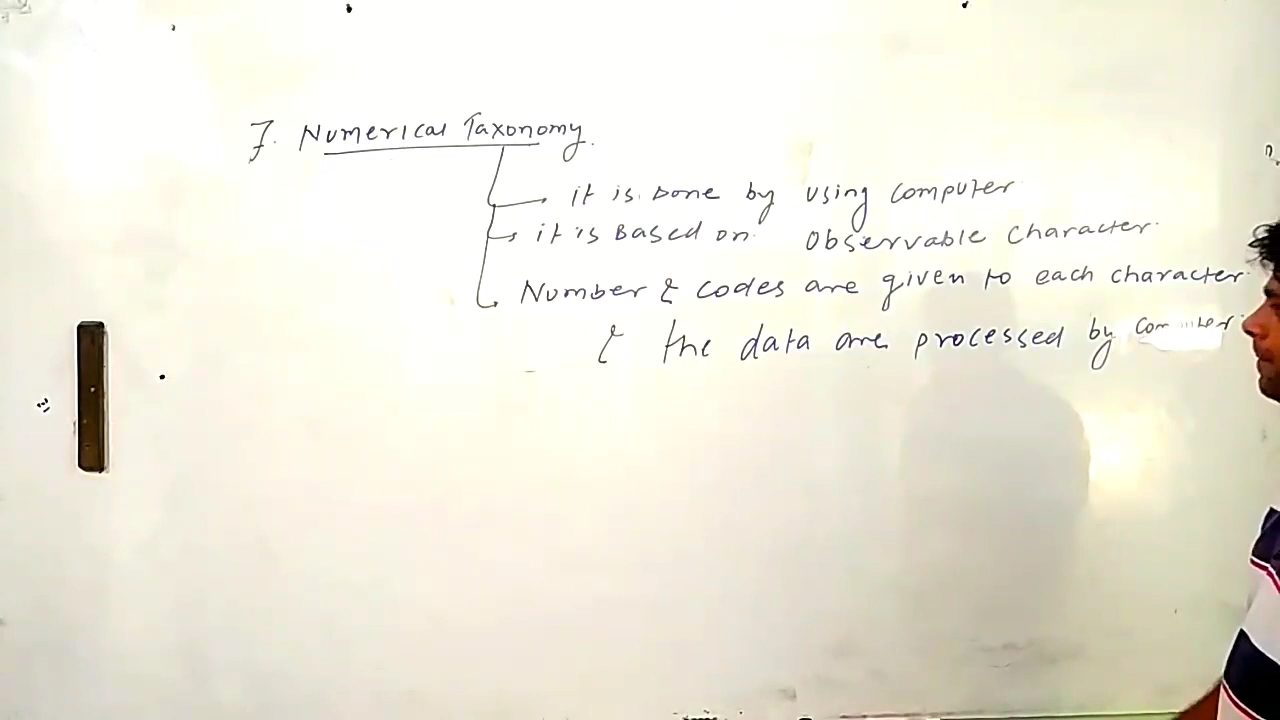 7. Numerical Taxonomy.
it is Done by using computer.
it is Based on. Observable character.
Number & codes are given to each character.
& the data are processed by